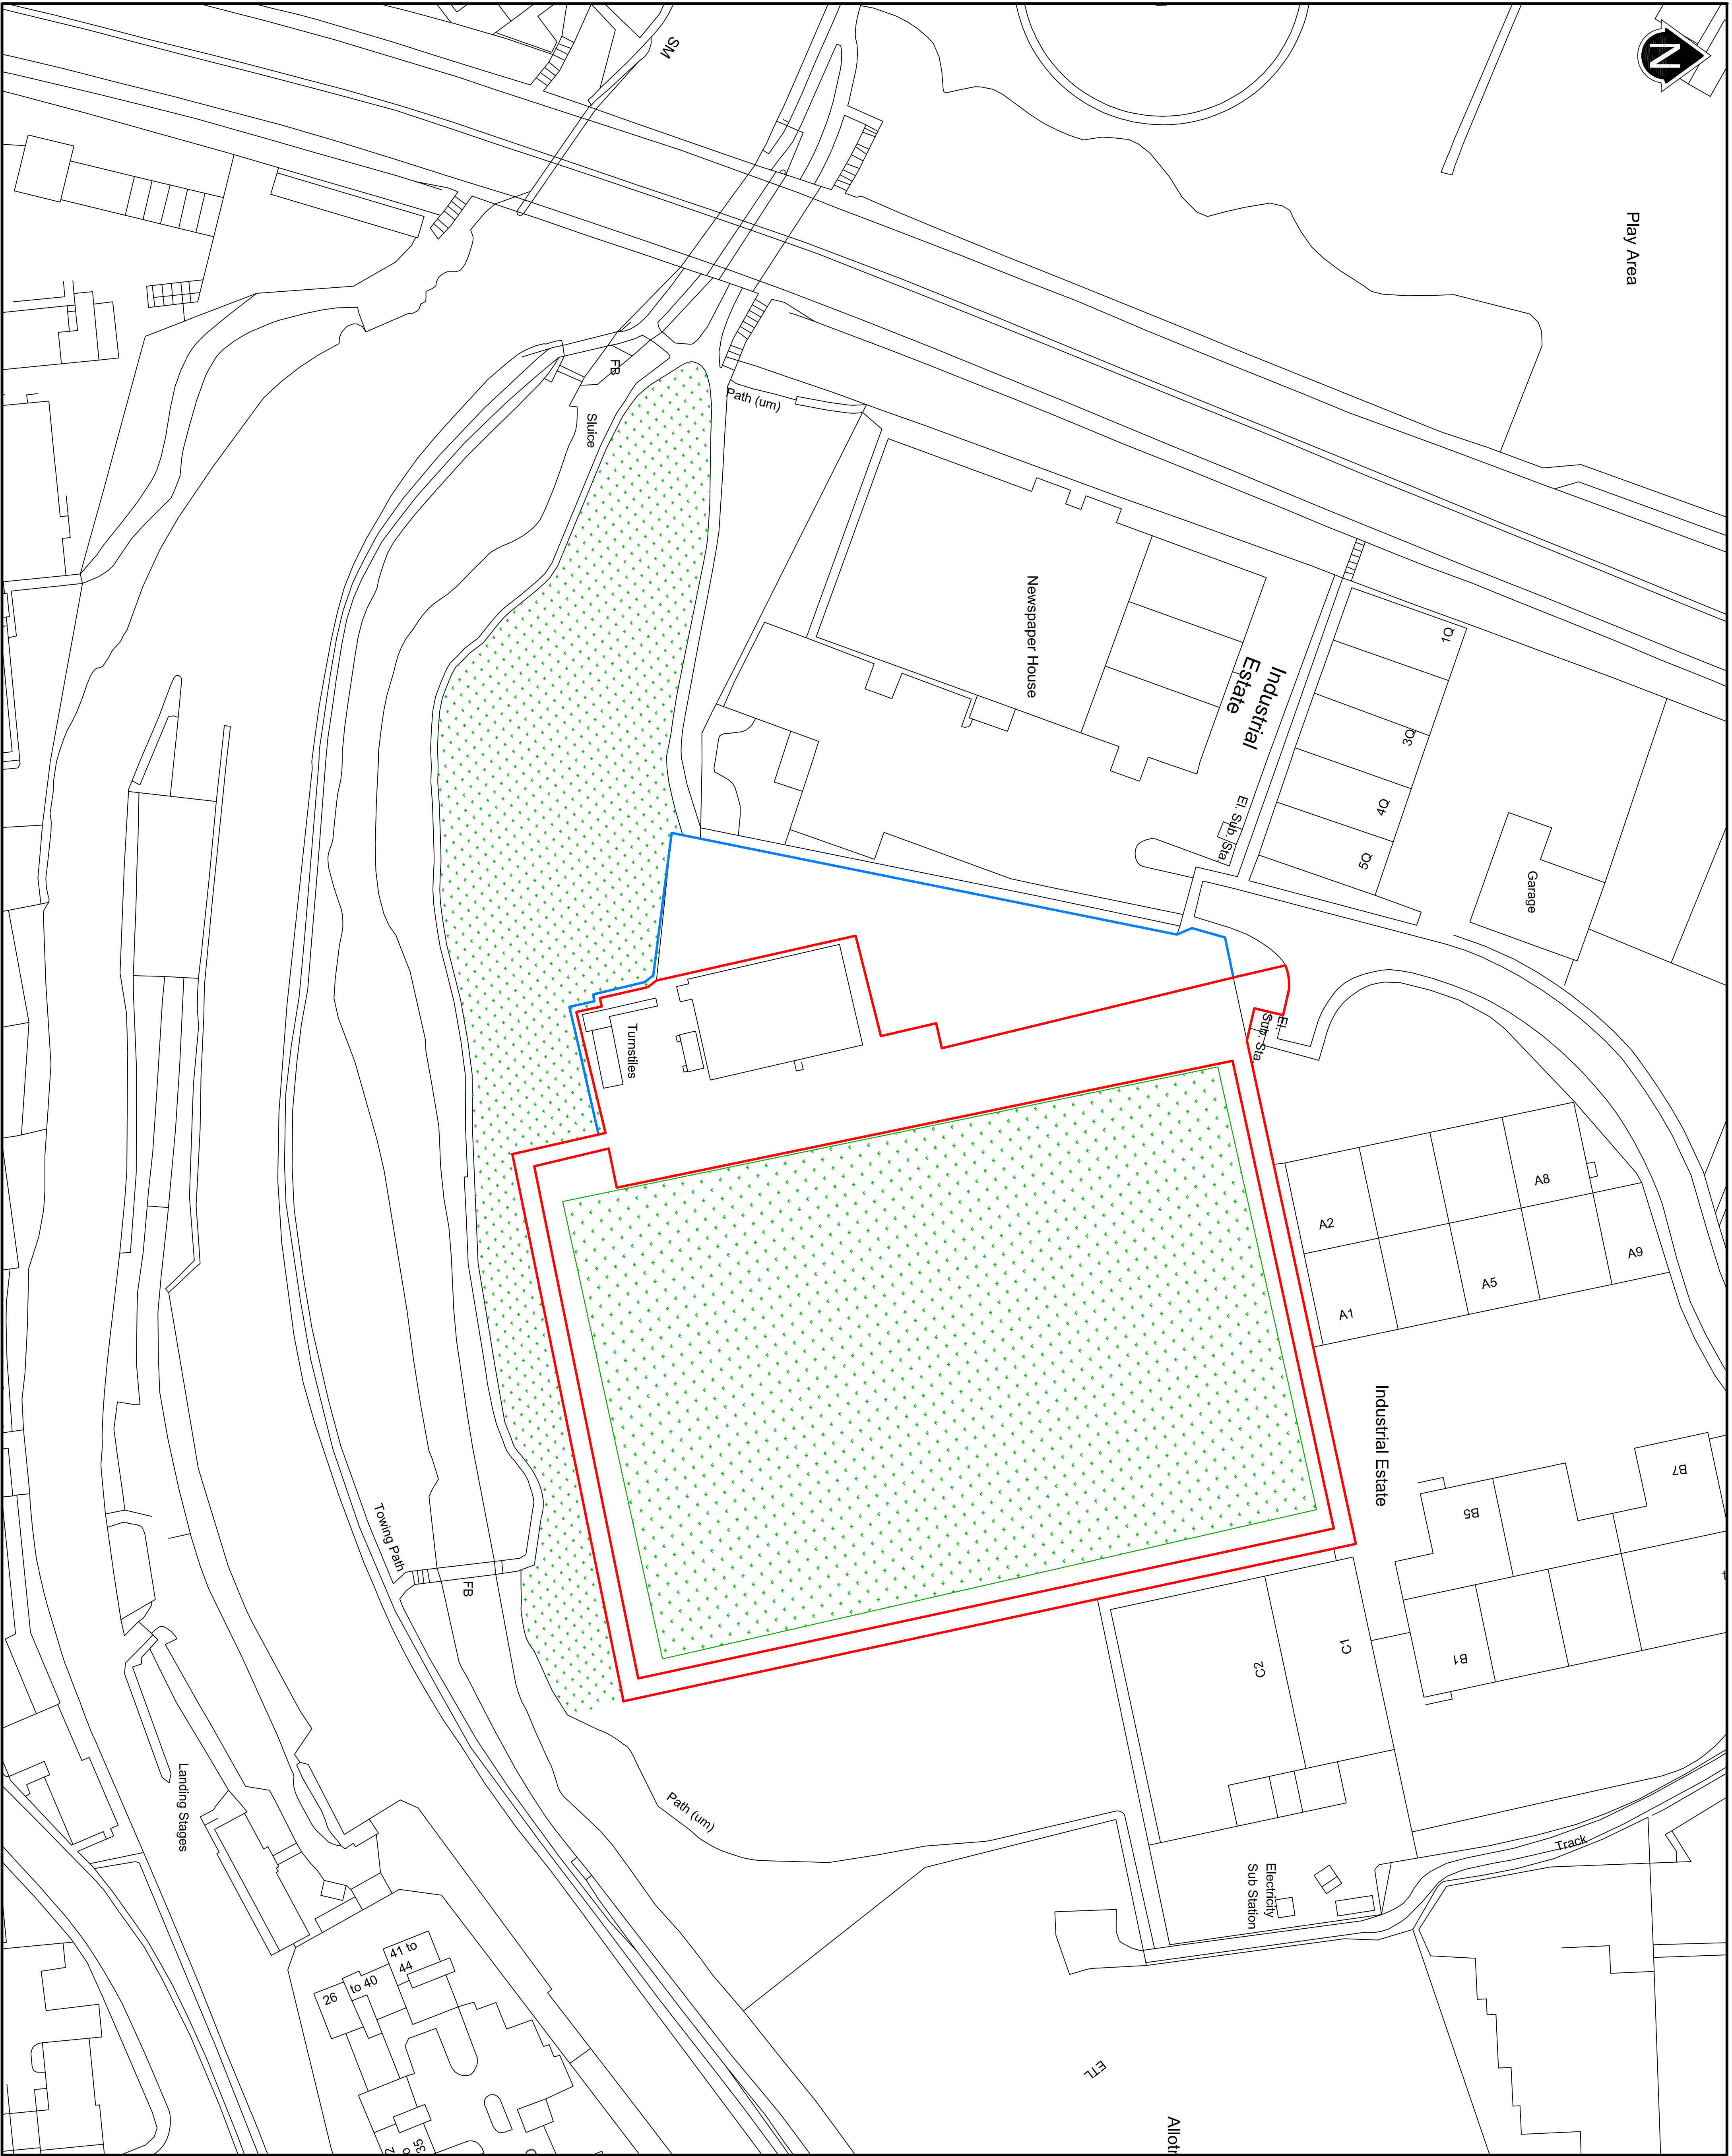 N
Play Area
SM
FB
Sluice
Path (um)
Newspaper House
Industrial
Estate
1Q
3Q
4Q
5Q
El. Sub. Sta
Garage
Turnstiles
El.
Sub. Sta
A2
A8
A9
A5
A1
Industrial Estate
B7
B5
B1
C1
C2
Towing Path
FB
Landing Stages
Path (um)
Track
Electricity
Sub Station
41 to
44
26
to 40
35
ETL